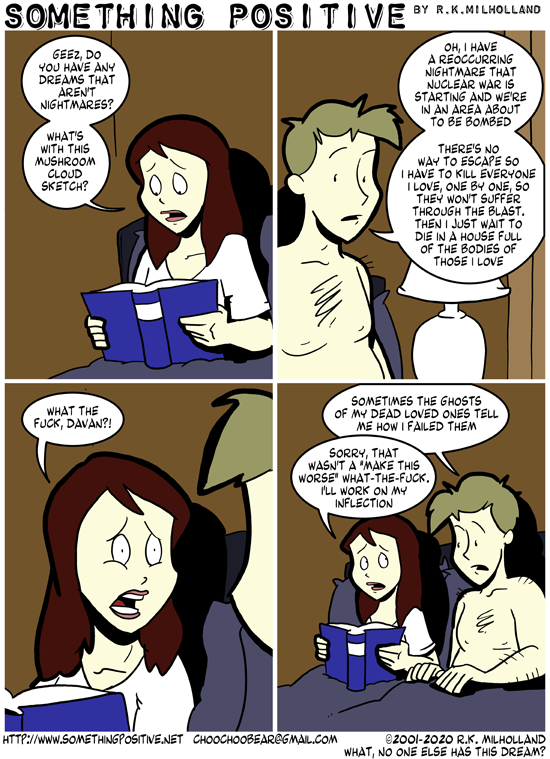 SOMETHING POSITIVE BY R.K.MILHOLLAND
GEEZ, DO
YOU HAVE ANY
DREAMS THAT
AREN'T
NIGHTMARES?
WHAT'S
WITH THIS
MUSHROOM
CLOUD
SKETCH?
OH, I HAVE
A REOCCURRING
NIGHTMARE THAT
NUCLEAR WAR IS
STARTING AND WE'RE
IN AN AREA ABOUT
TO BE BOMBED
THERE'S NO
WAY TO ESCAPE SO
I HAVE TO KILL EVERYONE
I LOVE, ONE BY ONE, SO
THEY WON'T SUFFER
THROUGH THE BLAST.
THEN I JUST WAIT TO
DIE IN A HOUSE FULL
OF THE BODIES OF
THOSE I LOVE
WHAT THE
FUCK, DAVAN?!
SOMETIMES THE GHOSTS
OF MY DEAD LOVED ONES TELL
ME HOW I FAILED THEM
SORRY, THAT
WASN'T A "MAKE THIS
WORSE" WHAT-THE-FUCK.
I'LL WORK ON MY
INFLECTION
HTTP://WWW.SOMETHINGPOSITIVE.NET CHOOCHOOBEAR@GMAIL.COM ©2001-2020 R.K. MILHOLLAND
WHAT, NO ONE ELSE HAS THIS DREAM?